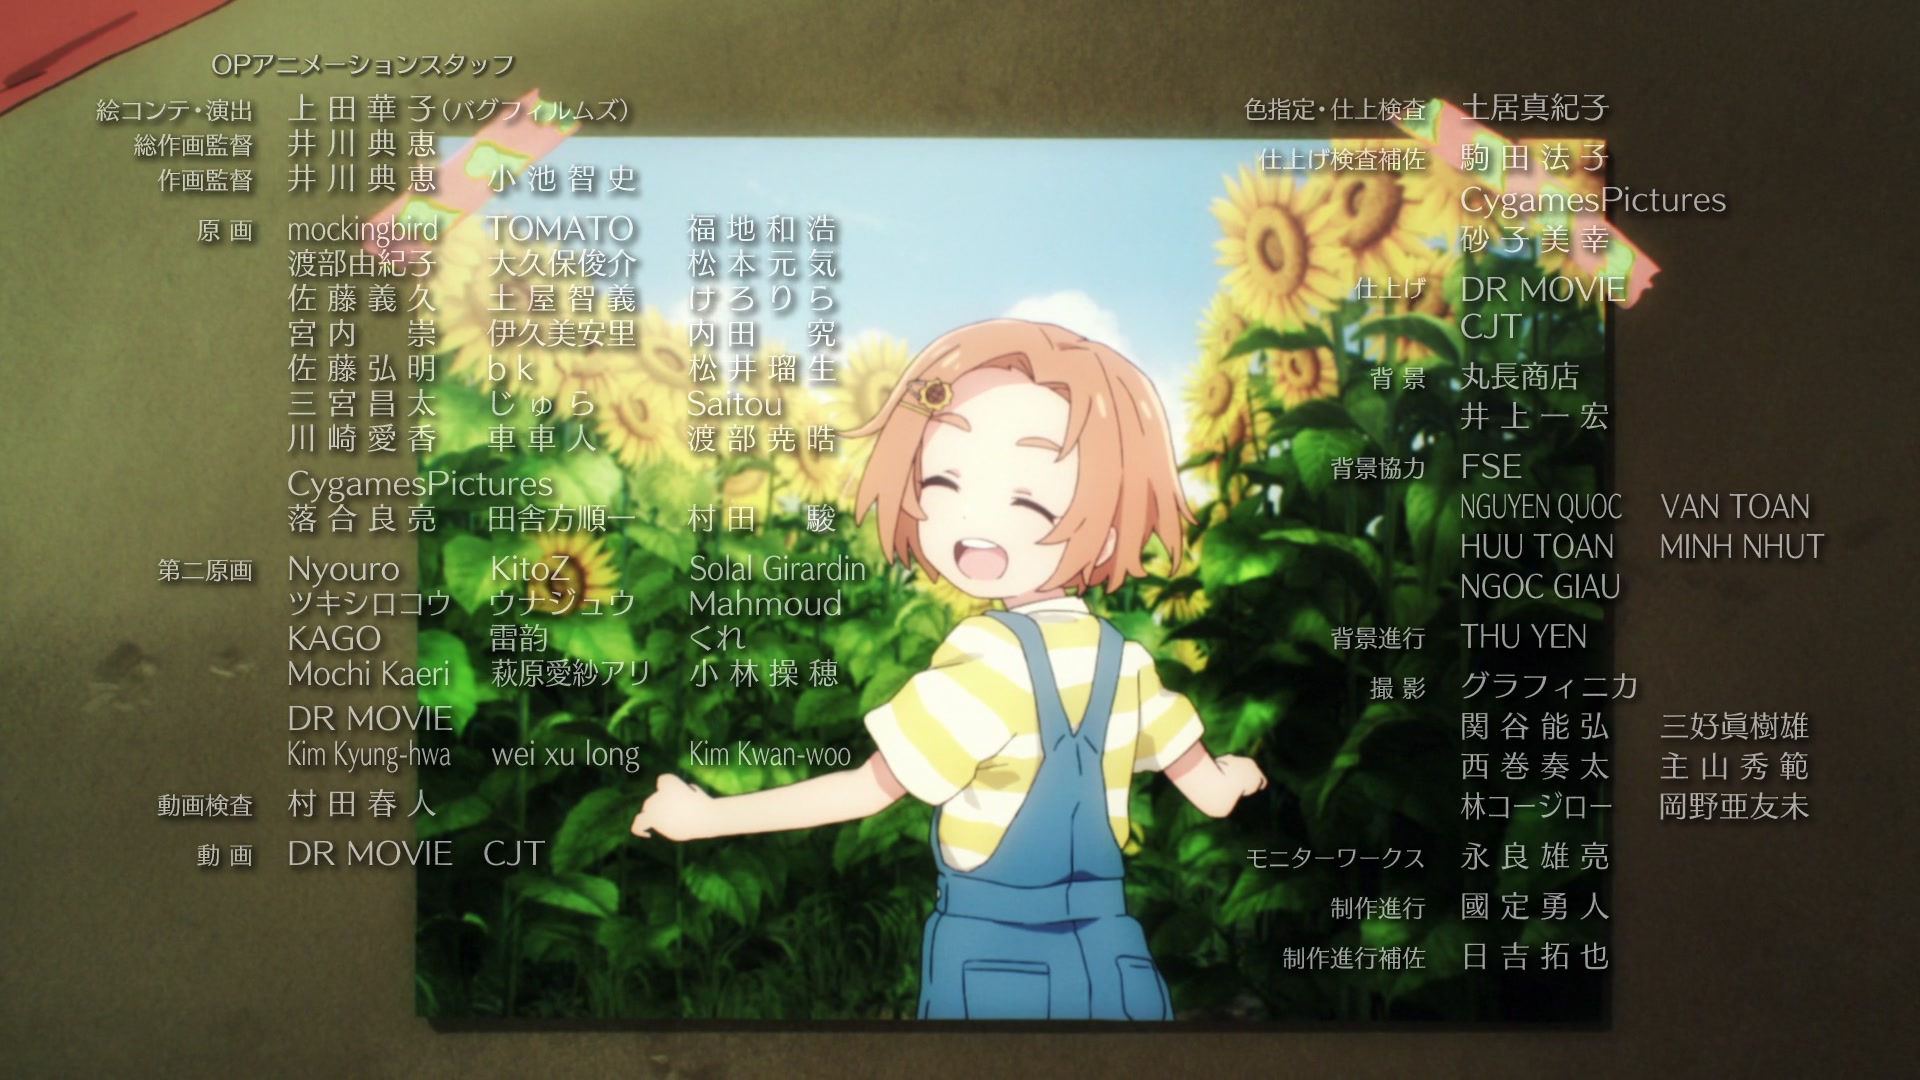 OPアニメーションスタッフ
絵コンテ・演出 上田華子(バグフィルムズ)
総作画監督 井川典恵
作画監督 井川典恵 小池智史
原画 mockingbird TOMATO 福地和浩
渡部由紀子 大久保俊介 松本元気
佐藤義久 土屋智義 けろりら
宮内崇 伊久美安里 内田究
佐藤弘明 bk 松井瑠生
三宮昌太 じゅら Saitou
川崎愛香 車車人 渡部尭皓
CygamesPictures
落合良亮 田舎方順一 村田駿
第二原画 Nyouro KitoZ Solal Girardin
ツキシロコウ ウナジュウ Mahmoud
KAGO 雷韵 くれ
Mochi Kaeri 萩原愛紗アリ 小林操穂
DR MOVIE
Kim Kyung-hwa wei xu long Kim Kwan-woo
動画検査 村田春人
動画 DR MOVIE CJT
色指定・仕上検査 土居真紀子
仕上げ検査補佐 駒田法子
CygamesPictures
砂子美幸
仕上げ DR MOVIE
CJT
背景 丸長商店
井上一宏
背景協力 FSE
NGUYEN QUOC VAN TOAN
HUU TOAN MINH NHUT
NGOC GIAU
背景進行 THU YEN
撮影 グラフィニカ
関谷能弘 三好眞樹雄
西巻奏太 主山秀範
林コージロー 岡野亜友未
モニターワークス 永良雄亮
制作進行 國定勇人
制作進行補佐 日吉拓也